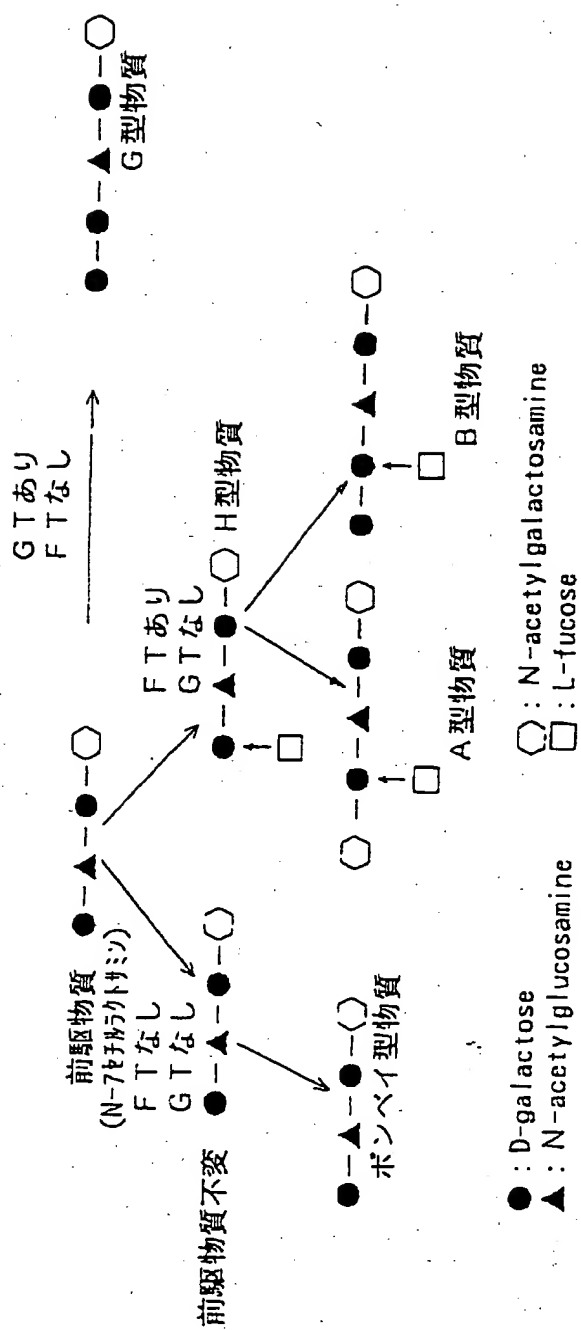 前駆物質
(N-アセチルラクトサミン)
GTあり
FTなし
G型物質
FTなし
GTなし
前駆物質不変
FTあり
GTなし
H型物質
ボンベイ型物質
A型物質
B型物質
● : D-galactose
▲ : N-acetylglucosamine
⬡ : N-acetylgalactosamine
□ : L-fucose